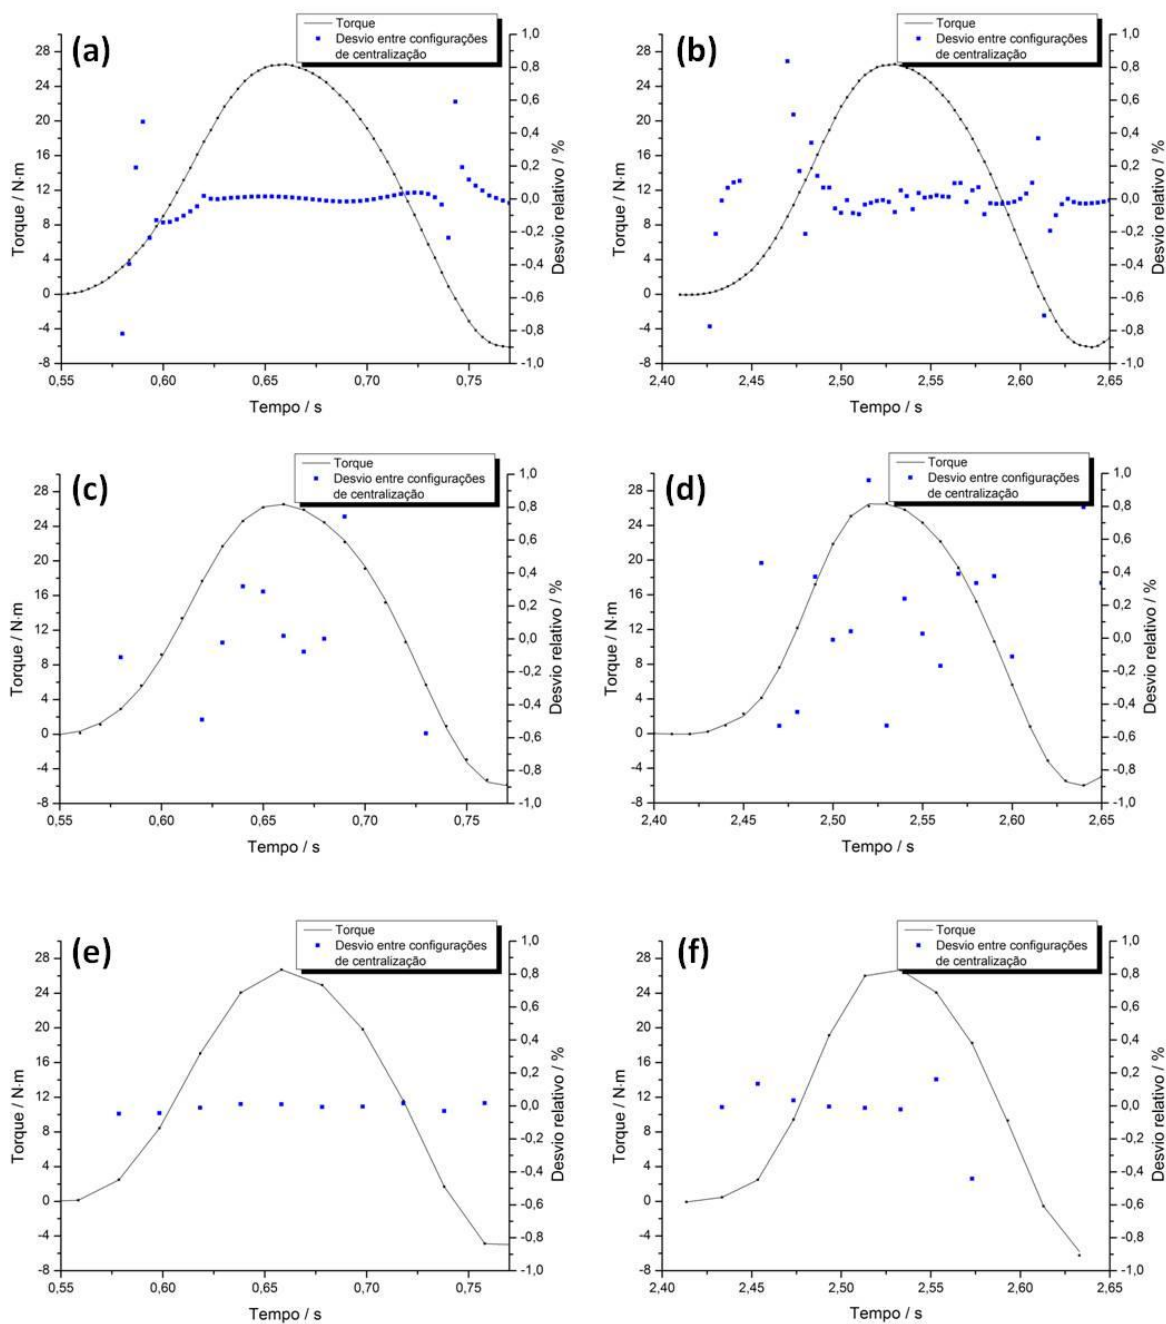 (a)
Torque
Desvio entre configurações
de centralização
28
24
20
16
12
8
4
0
-4
-8
Torque / N·m
1,0
0,8
0,6
0,4
0,2
0,0
-0,2
-0,4
-0,6
-0,8
-1,0
Desvio relativo / %
0,55 0,60 0,65 0,70 0,75
Tempo / s
(b)
Torque
Desvio entre configurações
de centralização
28
24
20
16
12
8
4
0
-4
-8
Torque / N·m
1,0
0,8
0,6
0,4
0,2
0,0
-0,2
-0,4
-0,6
-0,8
-1,0
Desvio relativo / %
2,40 2,45 2,50 2,55 2,60 2,65
Tempo / s
(c)
Torque
Desvio entre configurações
de centralização
28
24
20
16
12
8
4
0
-4
-8
Torque / N·m
1,0
0,8
0,6
0,4
0,2
0,0
-0,2
-0,4
-0,6
-0,8
-1,0
Desvio relativo / %
0,55 0,60 0,65 0,70 0,75
Tempo / s
(d)
Torque
Desvio entre configurações
de centralização
28
24
20
16
12
8
4
0
-4
-8
Torque / N·m
1,0
0,8
0,6
0,4
0,2
0,0
-0,2
-0,4
-0,6
-0,8
-1,0
Desvio relativo / %
2,40 2,45 2,50 2,55 2,60 2,65
Tempo / s
(e)
Torque
Desvio entre configurações
de centralização
28
24
20
16
12
8
4
0
-4
-8
Torque / N·m
1,0
0,8
0,6
0,4
0,2
0,0
-0,2
-0,4
-0,6
-0,8
-1,0
Desvio relativo / %
0,55 0,60 0,65 0,70 0,75
Tempo / s
(f)
Torque
Desvio entre configurações
de centralização
28
24
20
16
12
8
4
0
-4
-8
Torque / N·m
1,0
0,8
0,6
0,4
0,2
0,0
-0,2
-0,4
-0,6
-0,8
-1,0
Desvio relativo / %
2,40 2,45 2,50 2,55 2,60 2,65
Tempo / s